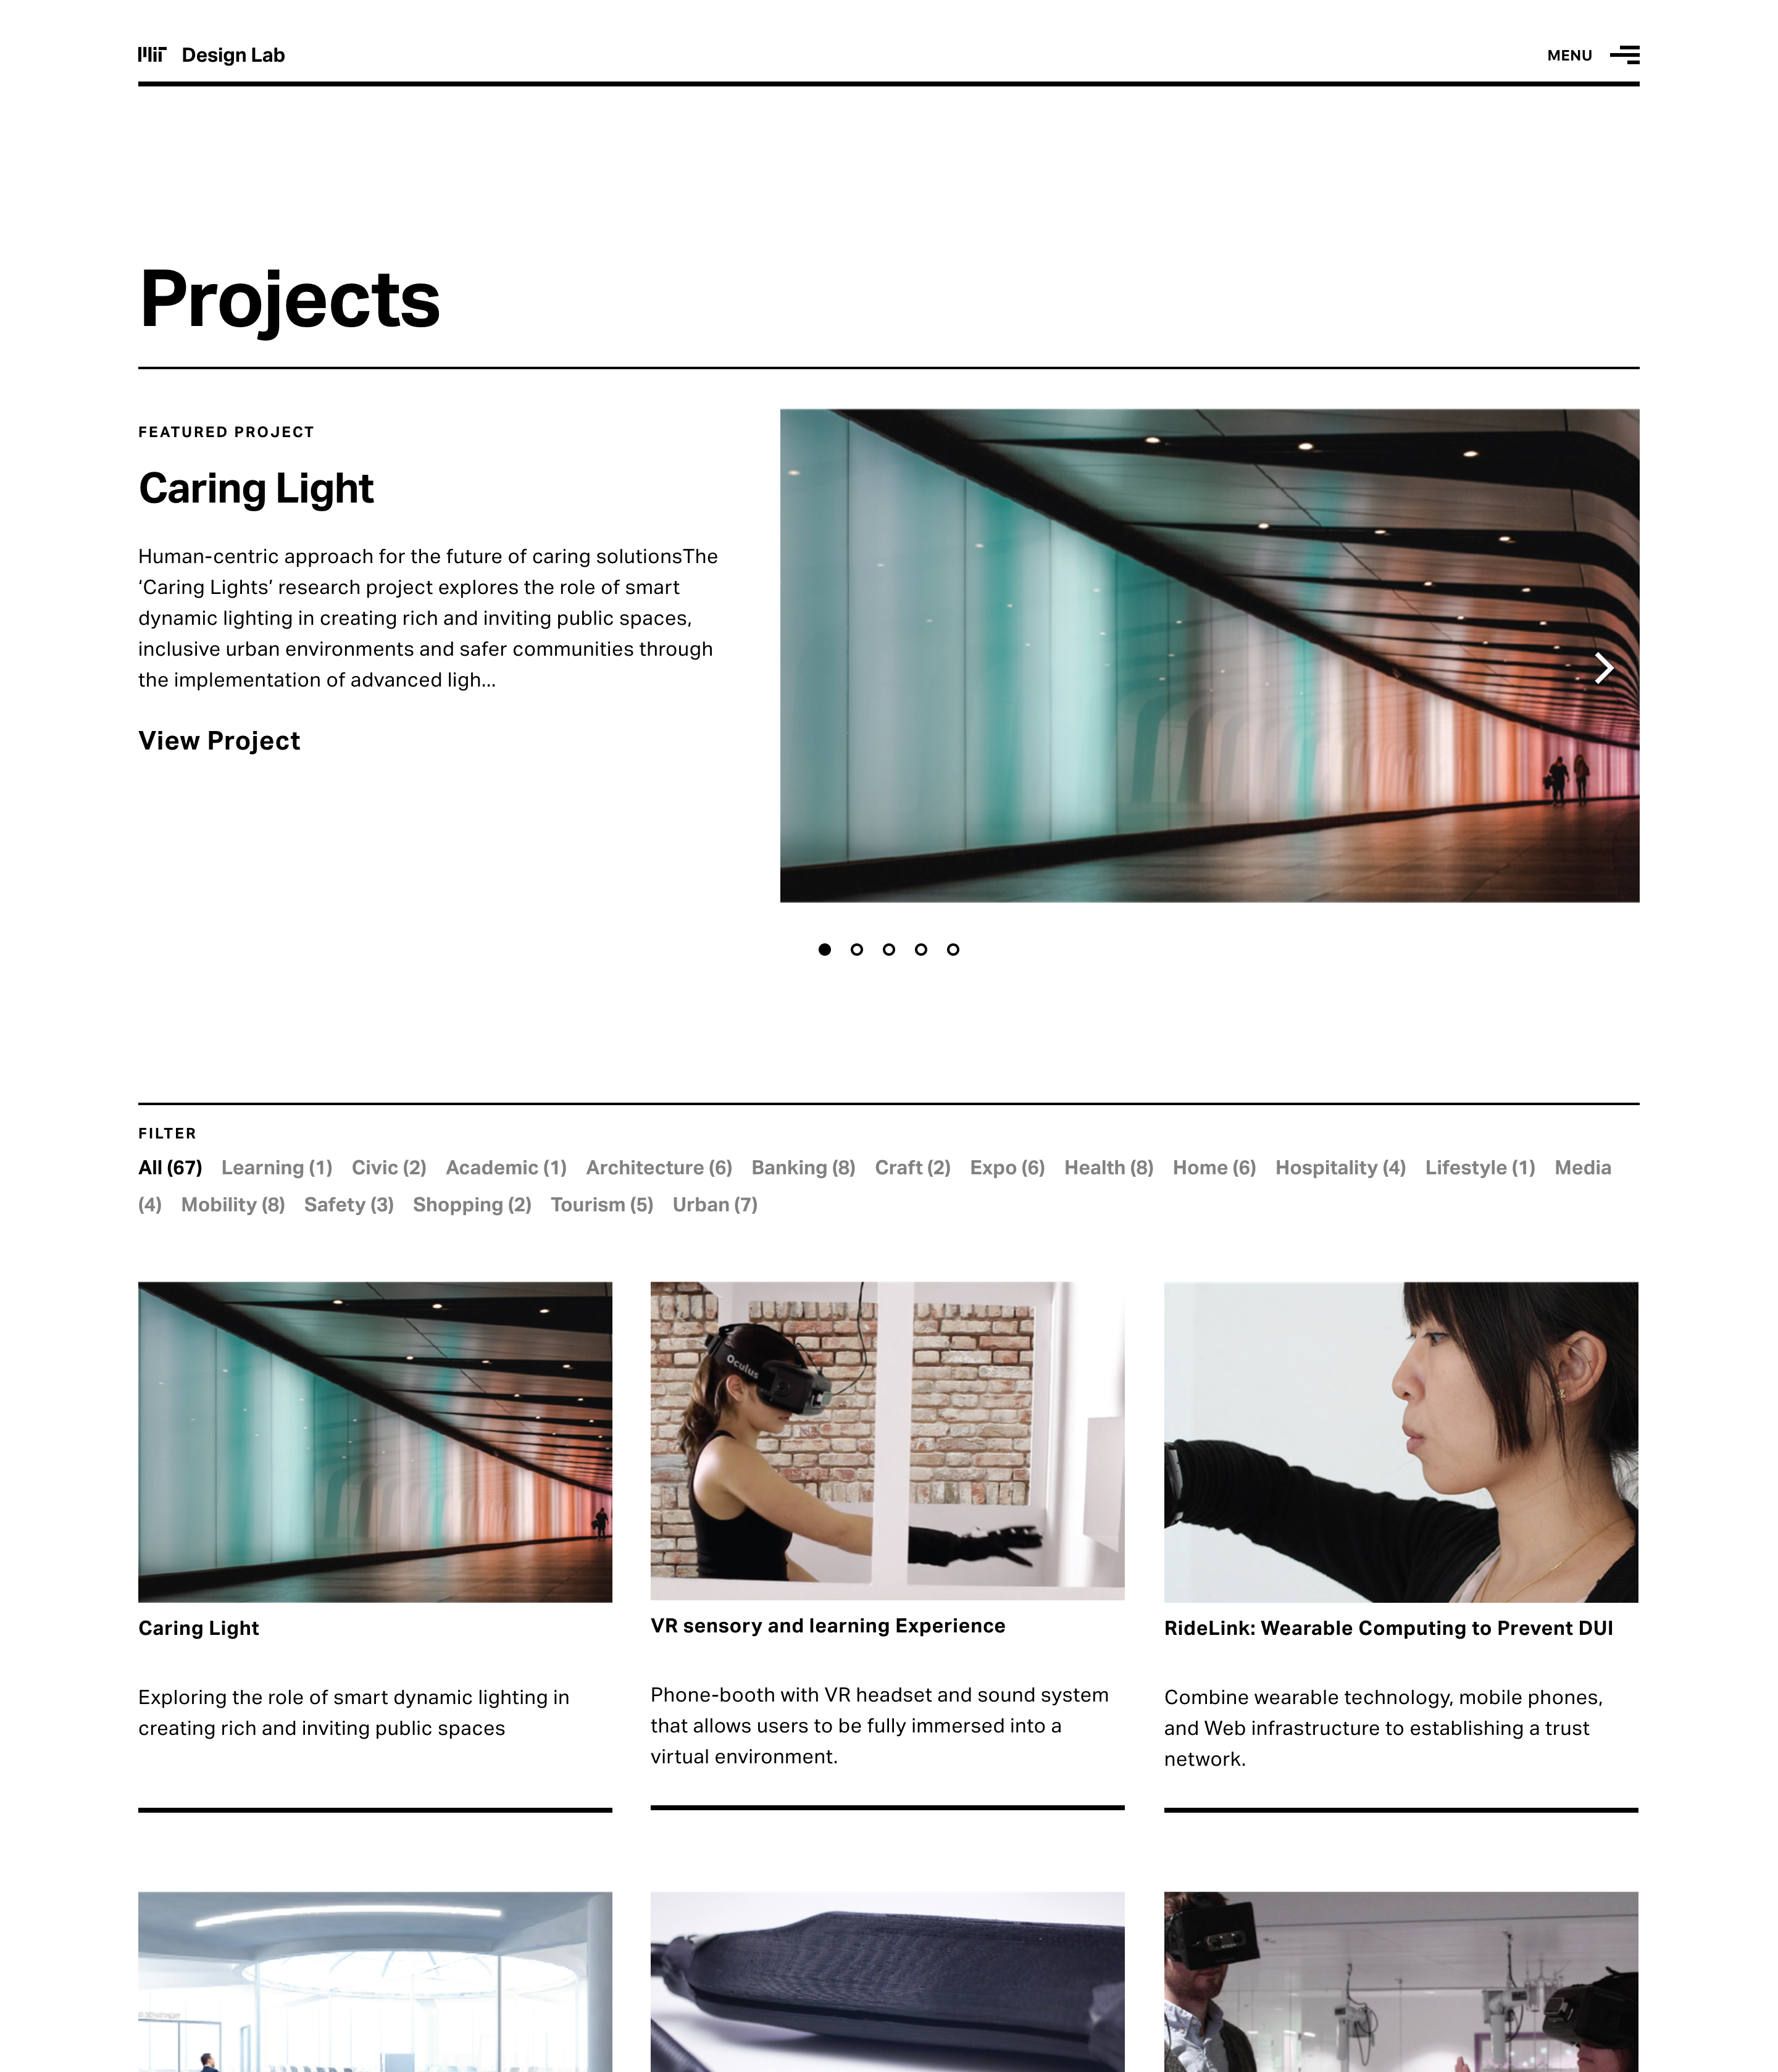 MIT Design Lab
MENU
Projects
FEATURED PROJECT
Caring Light
Human-centric approach for the future of caring solutionsThe
‘Caring Lights’ research project explores the role of smart
dynamic lighting in creating rich and inviting public spaces,
inclusive urban environments and safer communities through
the implementation of advanced ligh...
View Project
FILTER
All (67) Learning (1) Civic (2) Academic (1) Architecture (6) Banking (8) Craft (2) Expo (6) Health (8) Home (6) Hospitality (4) Lifestyle (1) Media
(4) Mobility (8) Safety (3) Shopping (2) Tourism (5) Urban (7)
Oculus
Caring Light
Exploring the role of smart dynamic lighting in
creating rich and inviting public spaces
VR sensory and learning Experience
Phone-booth with VR headset and sound system
that allows users to be fully immersed into a
virtual environment.
RideLink: Wearable Computing to Prevent DUI
Combine wearable technology, mobile phones,
and Web infrastructure to establishing a trust
network.